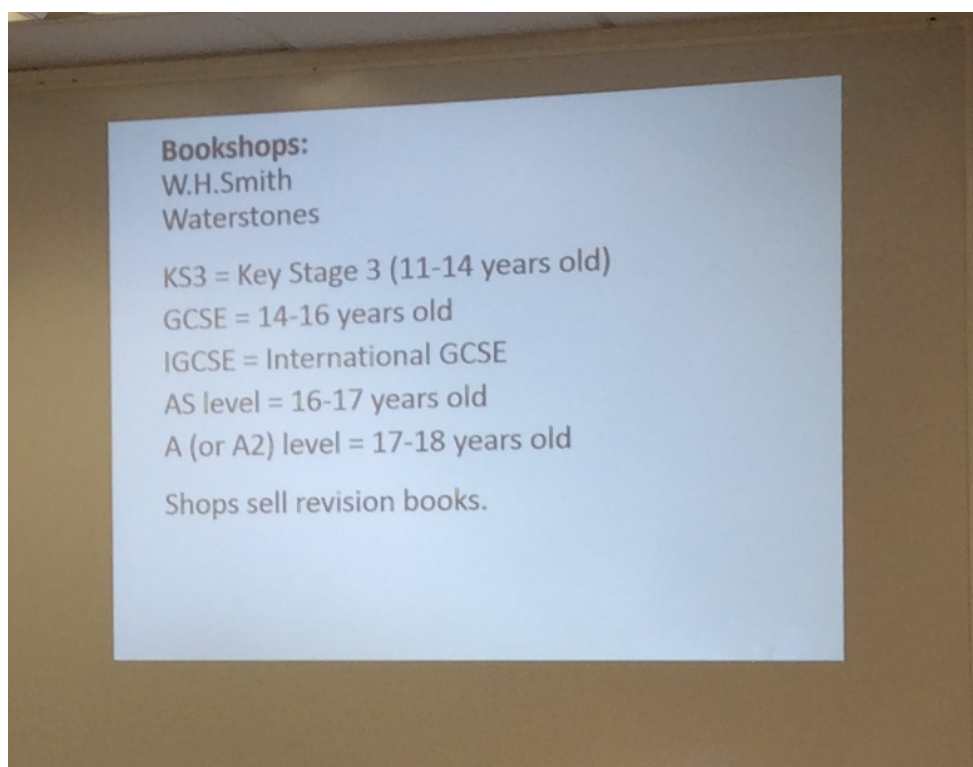 Bookshops:
W.H.Smith
Waterstones
KS3 = Key Stage 3 (11-14 years old)
GCSE = 14-16 years old
IGCSE = International GCSE
AS level = 16-17 years old
A (or A2) level = 17-18 years old
Shops sell revision books.